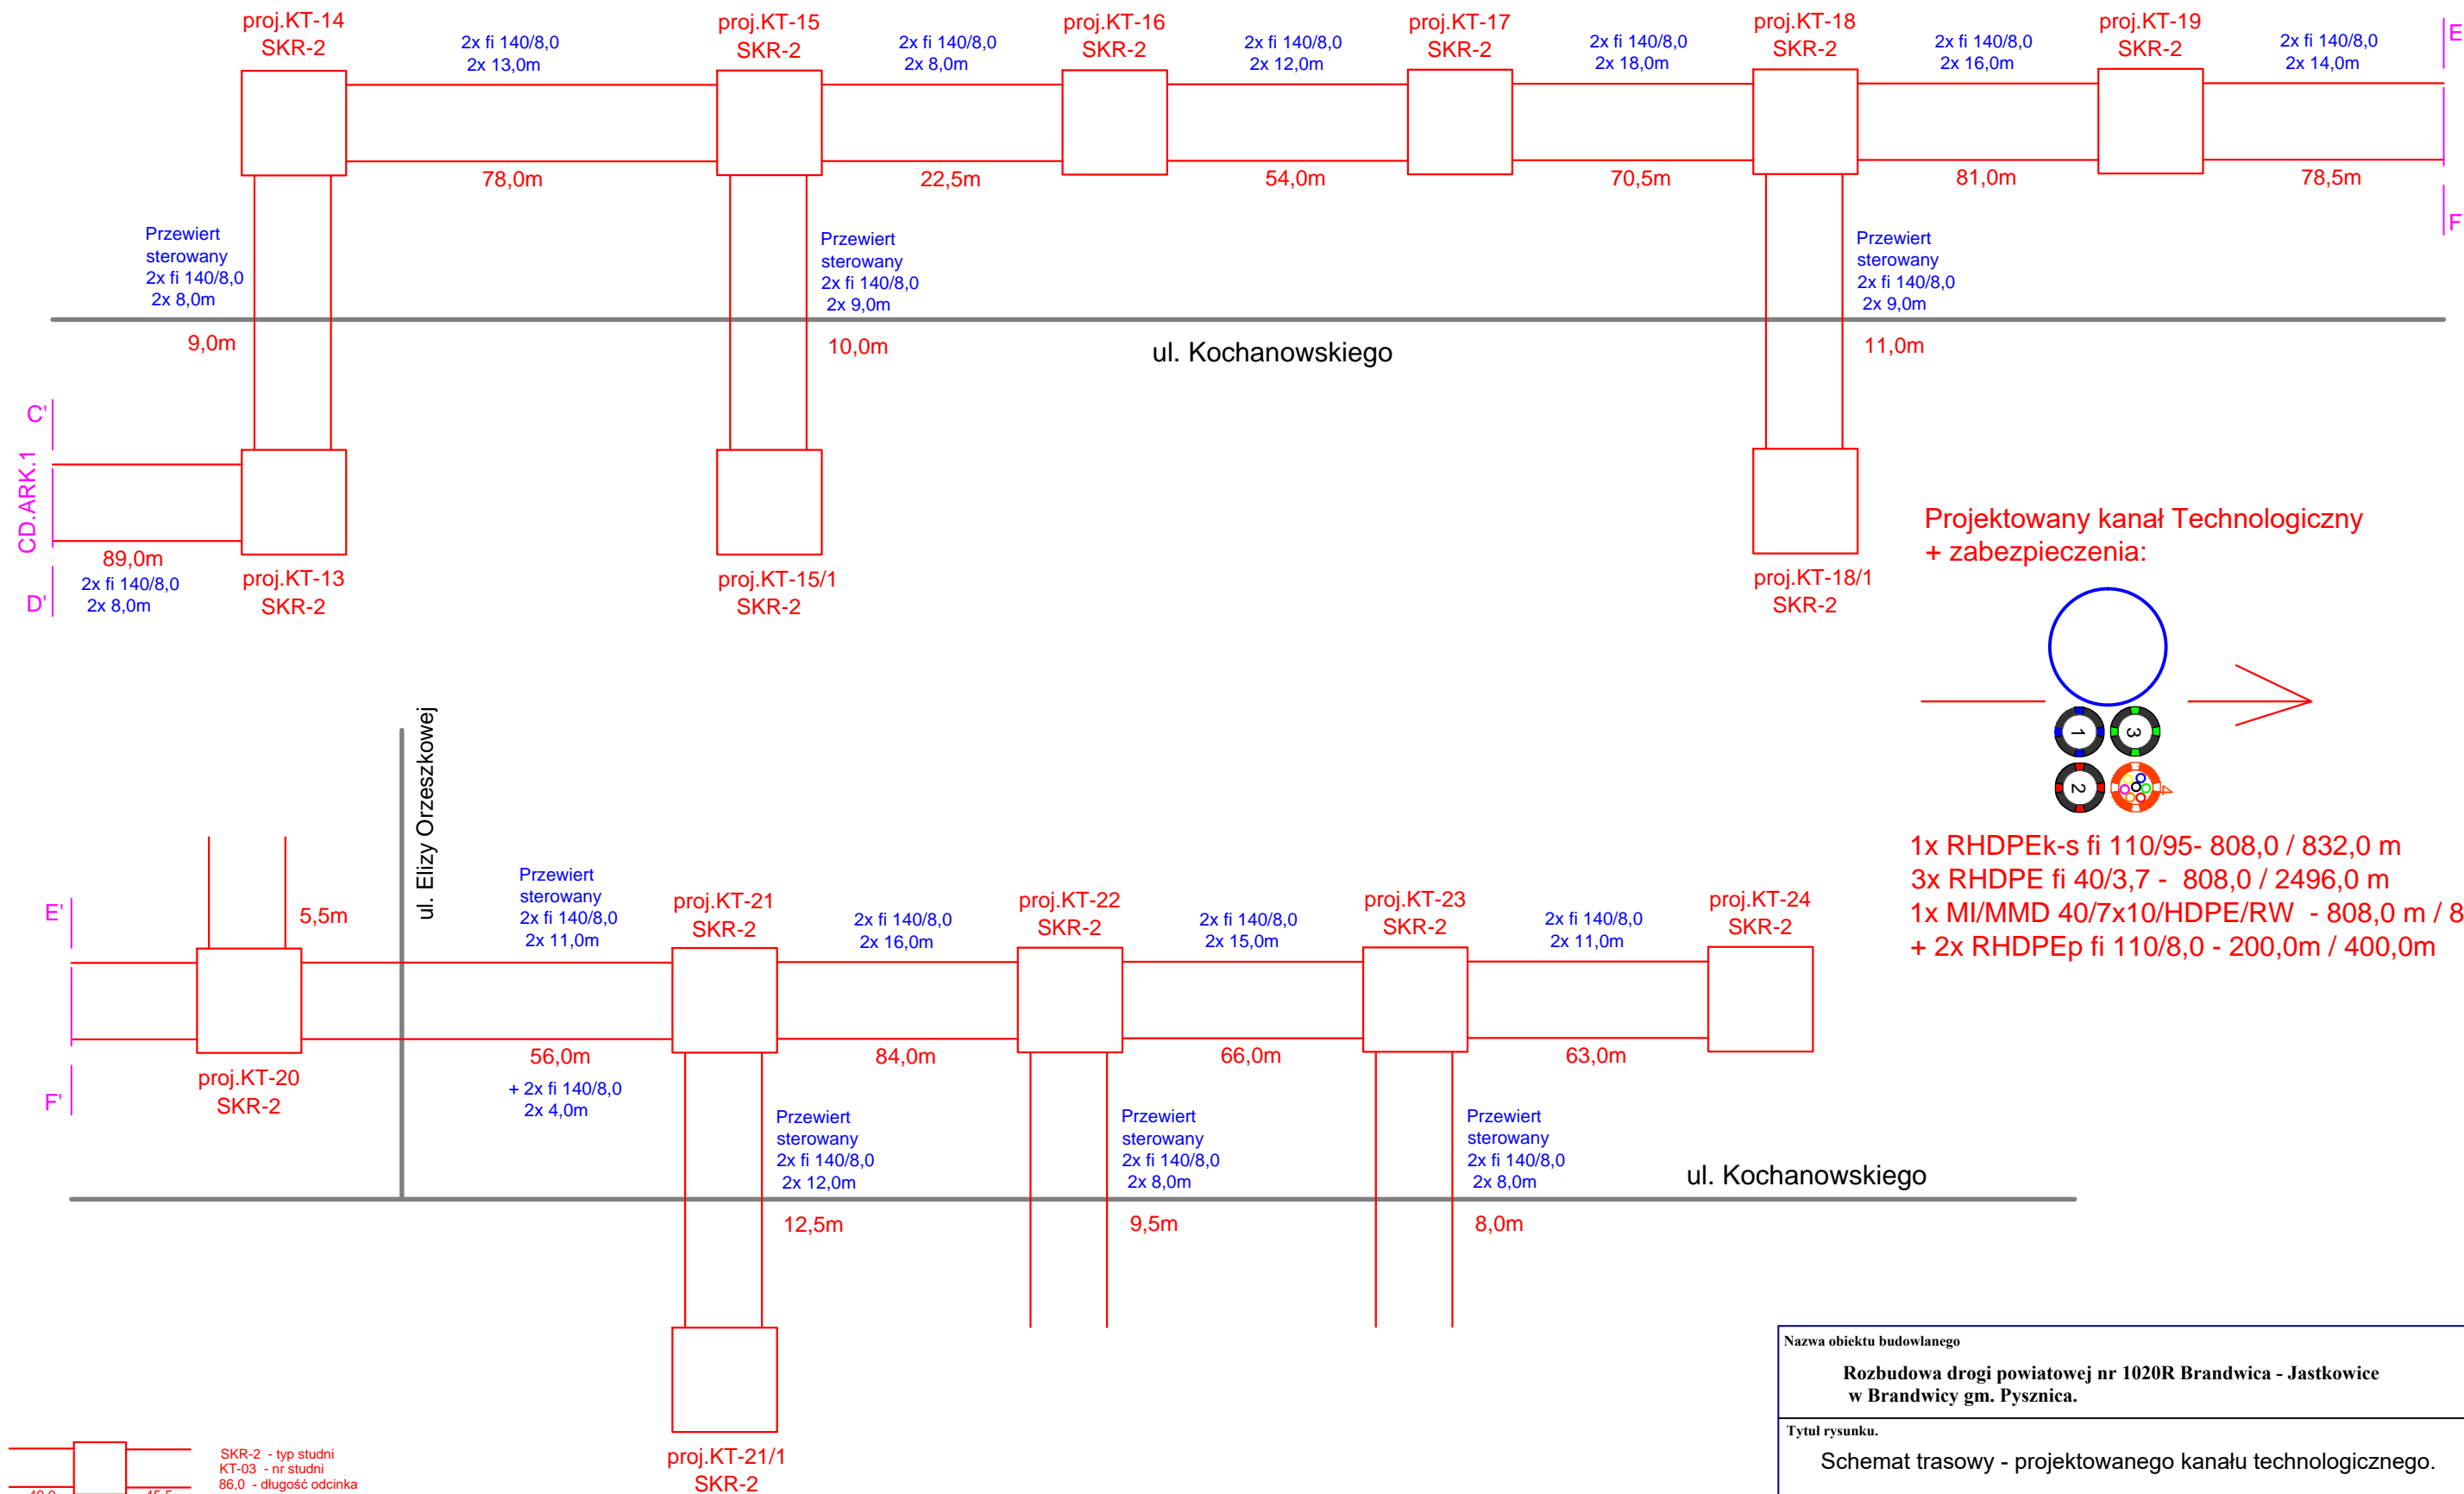 proj.KT-14
SKR-2
2x fi 140/8,0
2x 13,0m
proj.KT-15
SKR-2
2x fi 140/8,0
2x 8,0m
proj.KT-16
SKR-2
2x fi 140/8,0
2x 12,0m
proj.KT-17
SKR-2
2x fi 140/8,0
2x 18,0m
proj.KT-18
SKR-2
2x fi 140/8,0
2x 16,0m
proj.KT-19
SKR-2
2x fi 140/8,0
2x 14,0m
E
F
78,0m
22,5m
54,0m
70,5m
81,0m
78,5m
Przewiert
sterowany
2x fi 140/8,0
2x 8,0m
9,0m
Przewiert
sterowany
2x fi 140/8,0
2x 9,0m
10,0m
ul. Kochanowskiego
Przewiert
sterowany
2x fi 140/8,0
2x 9,0m
11,0m
C'
CD.ARK.1
D'
89,0m
2x fi 140/8,0
2x 8,0m
proj.KT-13
SKR-2
proj.KT-15/1
SKR-2
proj.KT-18/1
SKR-2
Projektowany kanał Technologiczny
+ zabezpieczenia:
1
3
2
4
1x RHDPEk-s fi 110/95- 808,0 / 832,0 m
3x RHDPE fi 40/3,7 - 808,0 / 2496,0 m
1x MI/MMD 40/7x10/HDPE/RW - 808,0 m / 8
+ 2x RHDPEp fi 110/8,0 - 200,0m / 400,0m
ul. Elizy Orzeszkowej
E'
F'
5,5m
proj.KT-20
SKR-2
Przewiert
sterowany
2x fi 140/8,0
2x 11,0m
56,0m
+ 2x fi 140/8,0
2x 4,0m
proj.KT-21
SKR-2
2x fi 140/8,0
2x 16,0m
84,0m
proj.KT-22
SKR-2
2x fi 140/8,0
2x 15,0m
66,0m
proj.KT-23
SKR-2
2x fi 140/8,0
2x 11,0m
63,0m
proj.KT-24
SKR-2
Przewiert
sterowany
2x fi 140/8,0
2x 12,0m
12,5m
Przewiert
sterowany
2x fi 140/8,0
2x 8,0m
9,5m
Przewiert
sterowany
2x fi 140/8,0
2x 8,0m
8,0m
ul. Kochanowskiego
proj.KT-21/1
SKR-2
SKR-2 - typ studni
KT-03 - nr studni
86,0 - długość odcinka
Nazwa obiektu budowlanego
Rozbudowa drogi powiatowej nr 1020R Brandwica - Jastkowice
w Brandwicy gm. Pysznica.
Tytuł rysunku.
Schemat trasowy - projektowanego kanału technologicznego.